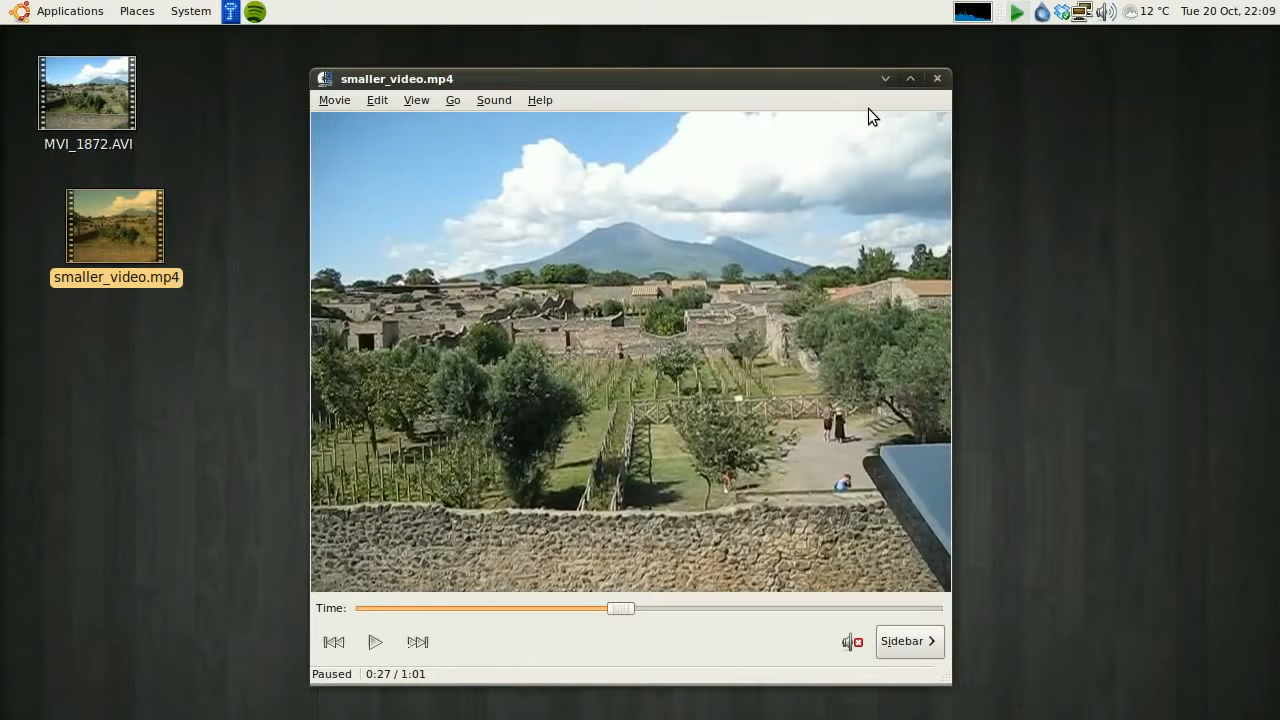 Applications Places System 12 °C Tue 20 Oct, 22:09
MVI_1872.AVI
smaller_video.mp4
smaller_video.mp4
Movie Edit View Go Sound Help
Time:
Sidebar
Paused 0:27 / 1:01